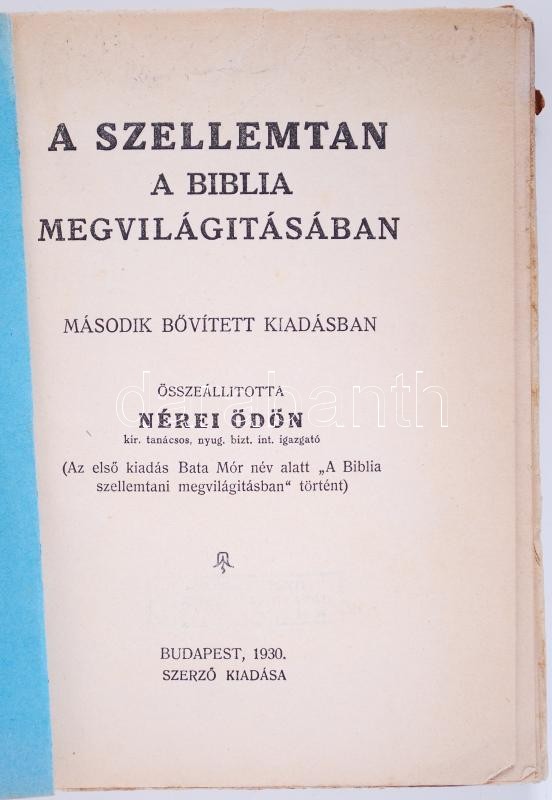 A SZELLEMTAN
A BIBLIA
MEGVILÁGITÁSÁBAN
MÁSODIK BŐVÍTETT KIADÁSBAN
ÖSSZEÁLLITOTTA
NÉREI ÖDÖN
kir. tanácsos, nyug. bizt. int. igazgató
(Az első kiadás Bata Mór név alatt „A Biblia
szellemtani megvilágitásban“ történt)
BUDAPEST, 1930.
SZERZŐ KIADÁSA
darabanth